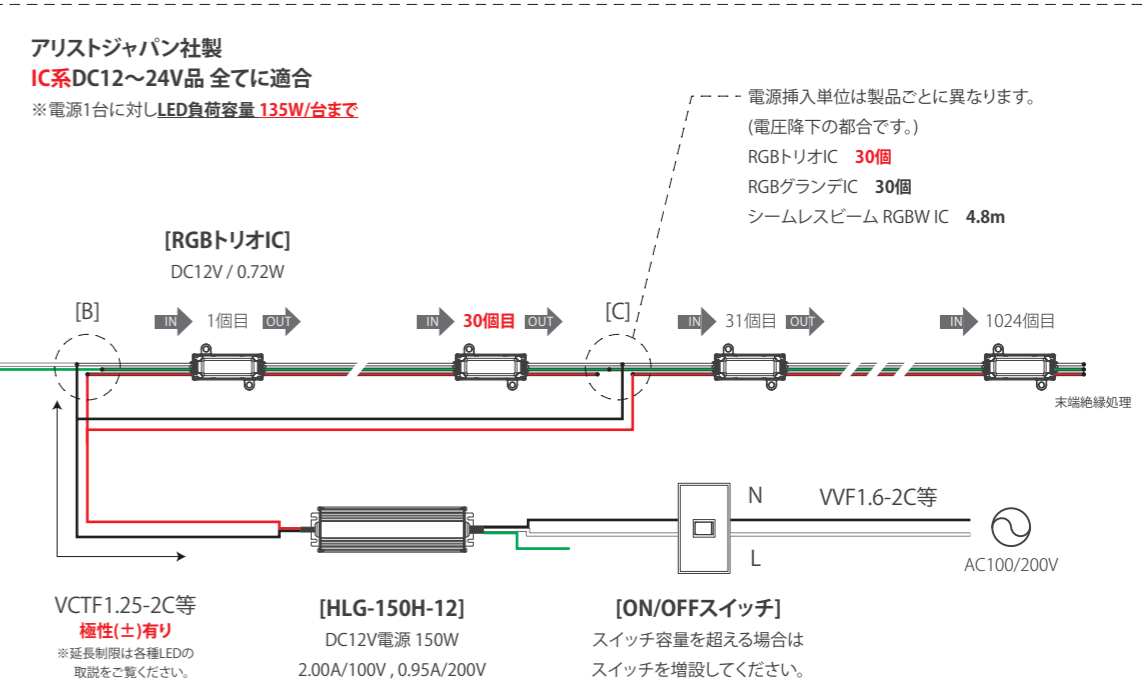 アリストジャパン社製
IC系DC12～24V品 全てに適合
※電源1台に対しLED負荷容量 135W/台まで
電源挿入単位は製品ごとに異なります。
(電圧降下の都合です。)
RGBトリオIC 30個
RGBグランデIC 30個
シームレスビーム RGBW IC 4.8m
[RGBトリオIC]
DC12V / 0.72W
[B]
IN 1個目 OUT
IN 30個目 OUT
[C]
IN 31個目 OUT
IN 1024個目
末端絶縁処理
N
VVF1.6-2C等
L
AC100/200V
VCTF1.25-2C等
極性(±)有り
※延長制限は各種LEDの
取説をご覧ください。
[HLG-150H-12]
DC12V電源 150W
2.00A/100V , 0.95A/200V
[ON/OFFスイッチ]
スイッチ容量を超える場合は
スイッチを増設してください。